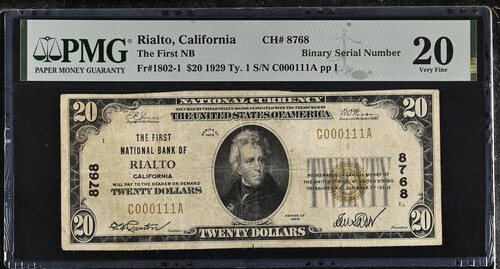 PMG
PAPER MONEY GUARANTY
Rialto, California CH# 8768
The First NB Binary Serial Number
Fr#1802-1 $20 1929 Ty. 1 S/N C000111A pp I
20
Very Fine
NATIONAL CURRENCY
THE UNITED STATES OF AMERICA
20
20
C000111A
THE FIRST
NATIONAL BANK OF
RIALTO
CALIFORNIA
WILL PAY TO THE BEARER ON DEMAND
TWENTY DOLLARS
C000111A
8768
8768
SERIES OF
1929
20
TWENTY DOLLARS
20